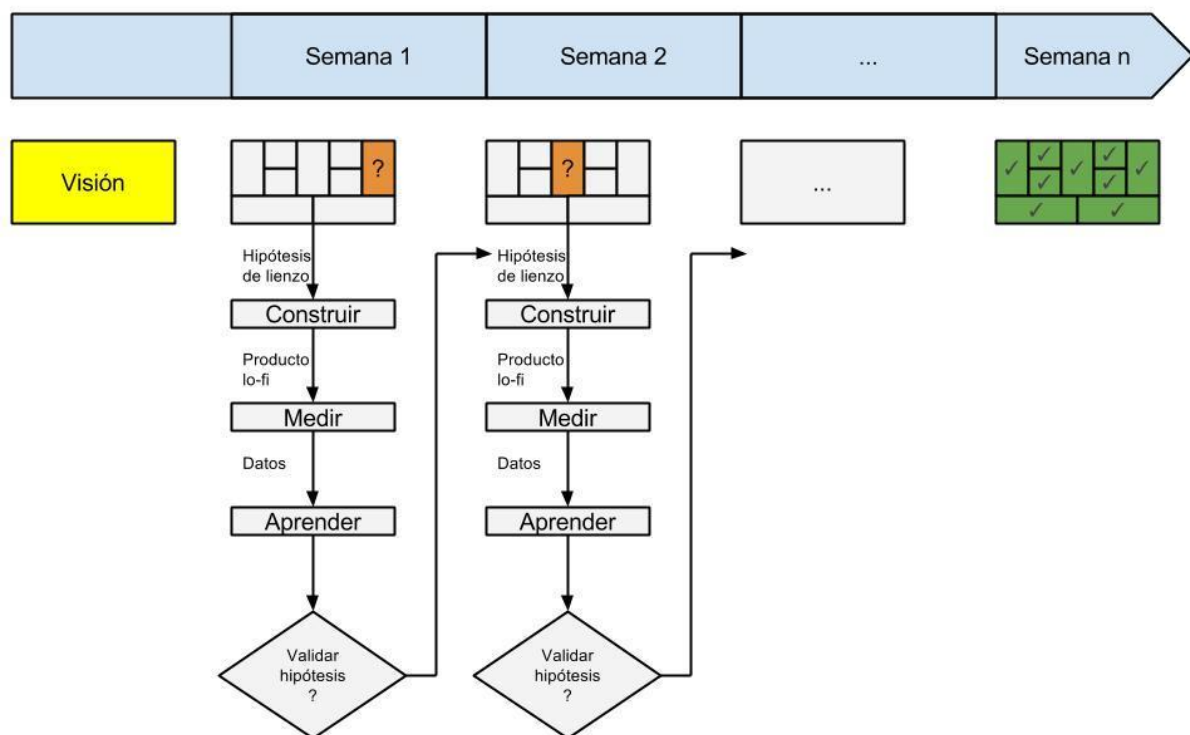 Semana 1
Semana 2
...
Semana n
Visión
?
?
...
✓
✓
✓
✓
✓
✓
✓
✓
✓
Hipótesis
de lienzo
Hipótesis
de lienzo
Construir
Construir
Producto
lo-fi
Producto
lo-fi
Medir
Medir
Datos
Datos
Aprender
Aprender
Validar
hipótesis
?
Validar
hipótesis
?